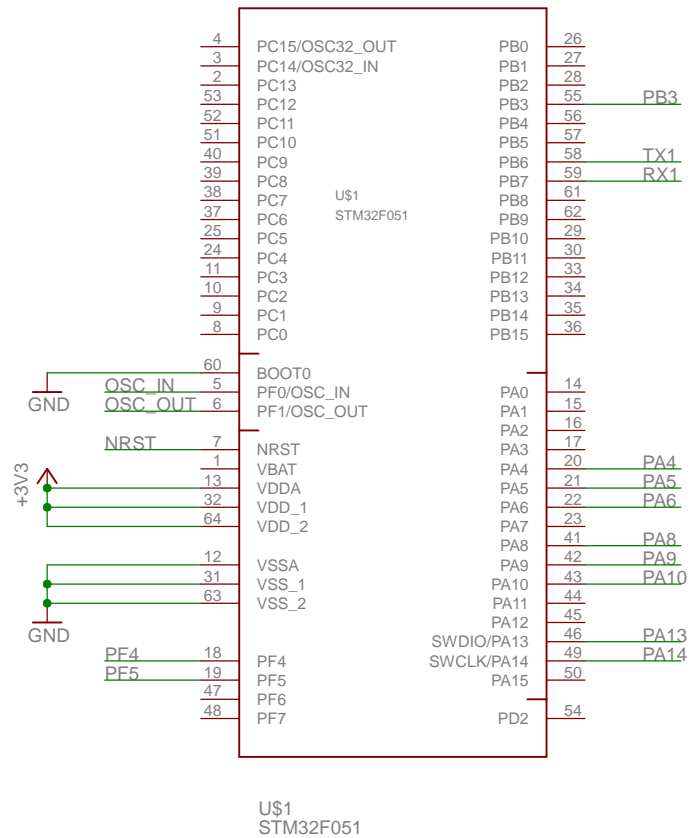 4 PC15/OSC32_OUT PB0 26
3 PC14/OSC32_IN PB1 27
2 PC13 PB2 28
53 PC12 PB3 55 PB3
52 PC11 PB4 56
51 PC10 PB5 57
40 PC9 PB6 58 TX1
39 PC8 PB7 59 RX1
38 PC7 U$1 PB8 61
37 PC6 STM32F051 PB9 62
25 PC5 PB10 29
24 PC4 PB11 30
11 PC3 PB12 33
10 PC2 PB13 34
9 PC1 PB14 35
8 PC0 PB15 36
60 BOOT0
OSC_IN 5 PF0/OSC_IN PA0 14
GND OSC_OUT 6 PF1/OSC_OUT PA1 15
PA2 16
NRST 7 NRST PA3 17
1 VBAT PA4 20 PA4
+3V3 13 VDDA PA5 21 PA5
32 VDD_1 PA6 22 PA6
64 VDD_2 PA7 23
PA8 41 PA8
12 VSSA PA9 42 PA9
31 VSS_1 PA10 43 PA10
63 VSS_2 PA11 44
PA12 45
GND SWDIO/PA13 46 PA13
PF4 18 PF4 SWCLK/PA14 49 PA14
PF5 19 PF5 PA15 50
47 PF6
48 PF7 PD2 54
U$1
STM32F051